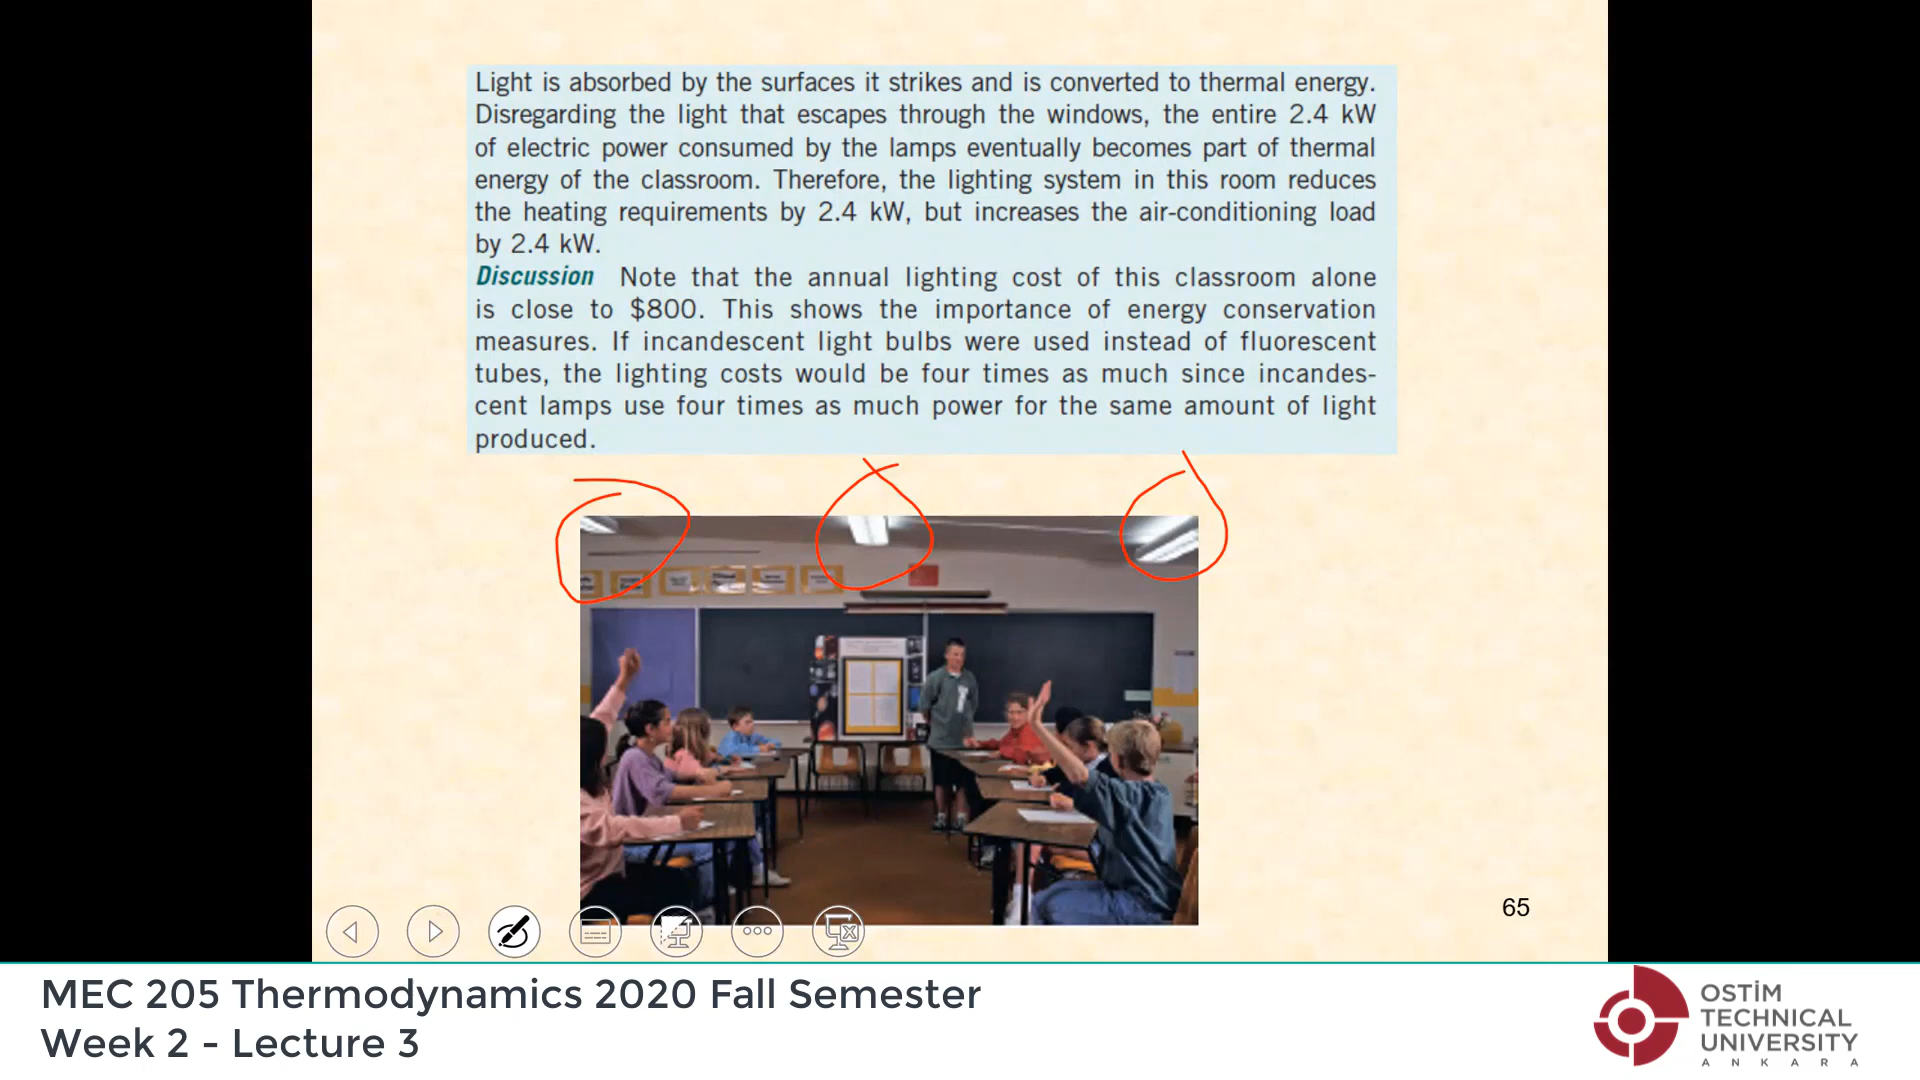 Light is absorbed by the surfaces it strikes and is converted to thermal energy.
Disregarding the light that escapes through the windows, the entire 2.4 kW
of electric power consumed by the lamps eventually becomes part of thermal
energy of the classroom. Therefore, the lighting system in this room reduces
the heating requirements by 2.4 kW, but increases the air-conditioning load
by 2.4 kW.
Discussion Note that the annual lighting cost of this classroom alone
is close to $800. This shows the importance of energy conservation
measures. If incandescent light bulbs were used instead of fluorescent
tubes, the lighting costs would be four times as much since incandes-
cent lamps use four times as much power for the same amount of light
produced.
65
MEC 205 Thermodynamics 2020 Fall Semester
Week 2 - Lecture 3
OSTİM
TECHNICAL
UNIVERSITY
ANKARA